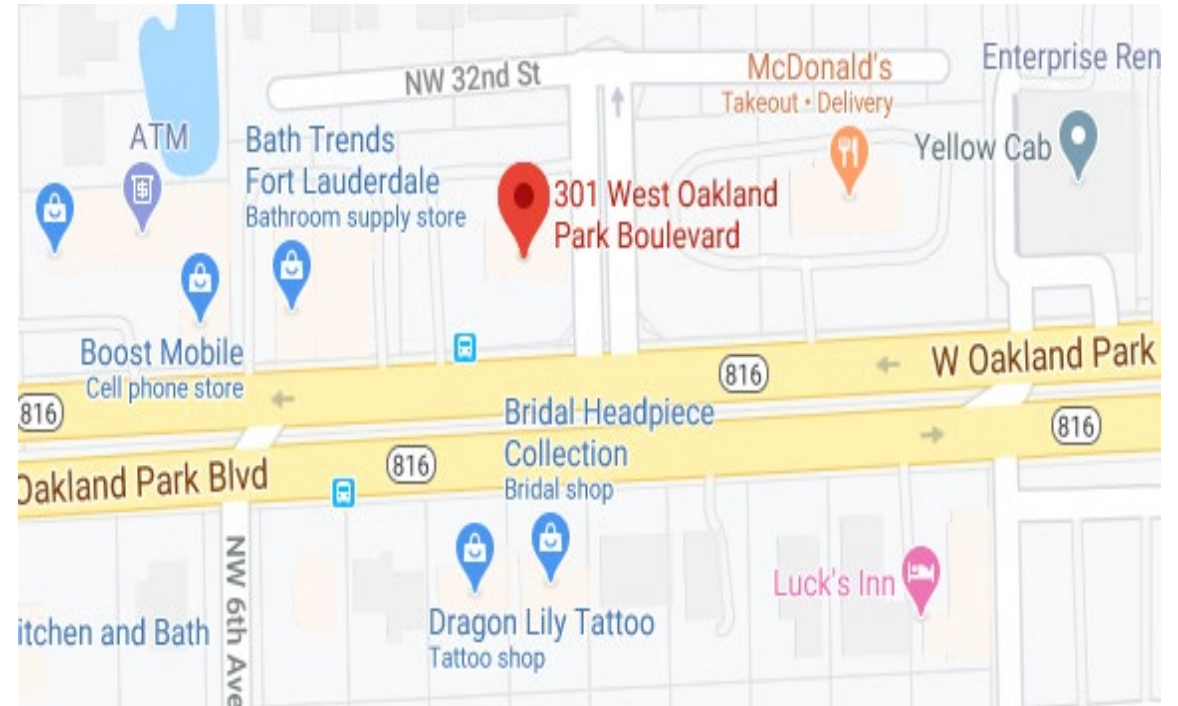 NW 32nd St
McDonald's
Takeout • Delivery
Enterprise Ren
ATM
Bath Trends
Fort Lauderdale
Bathroom supply store
301 West Oakland
Park Boulevard
Yellow Cab
Boost Mobile
Cell phone store
816
W Oakland Park
816
Bridal Headpiece
Collection
Bridal shop
816
816
Oakland Park Blvd
NW 6th Ave
Luck's Inn
itchen and Bath
Dragon Lily Tattoo
Tattoo shop